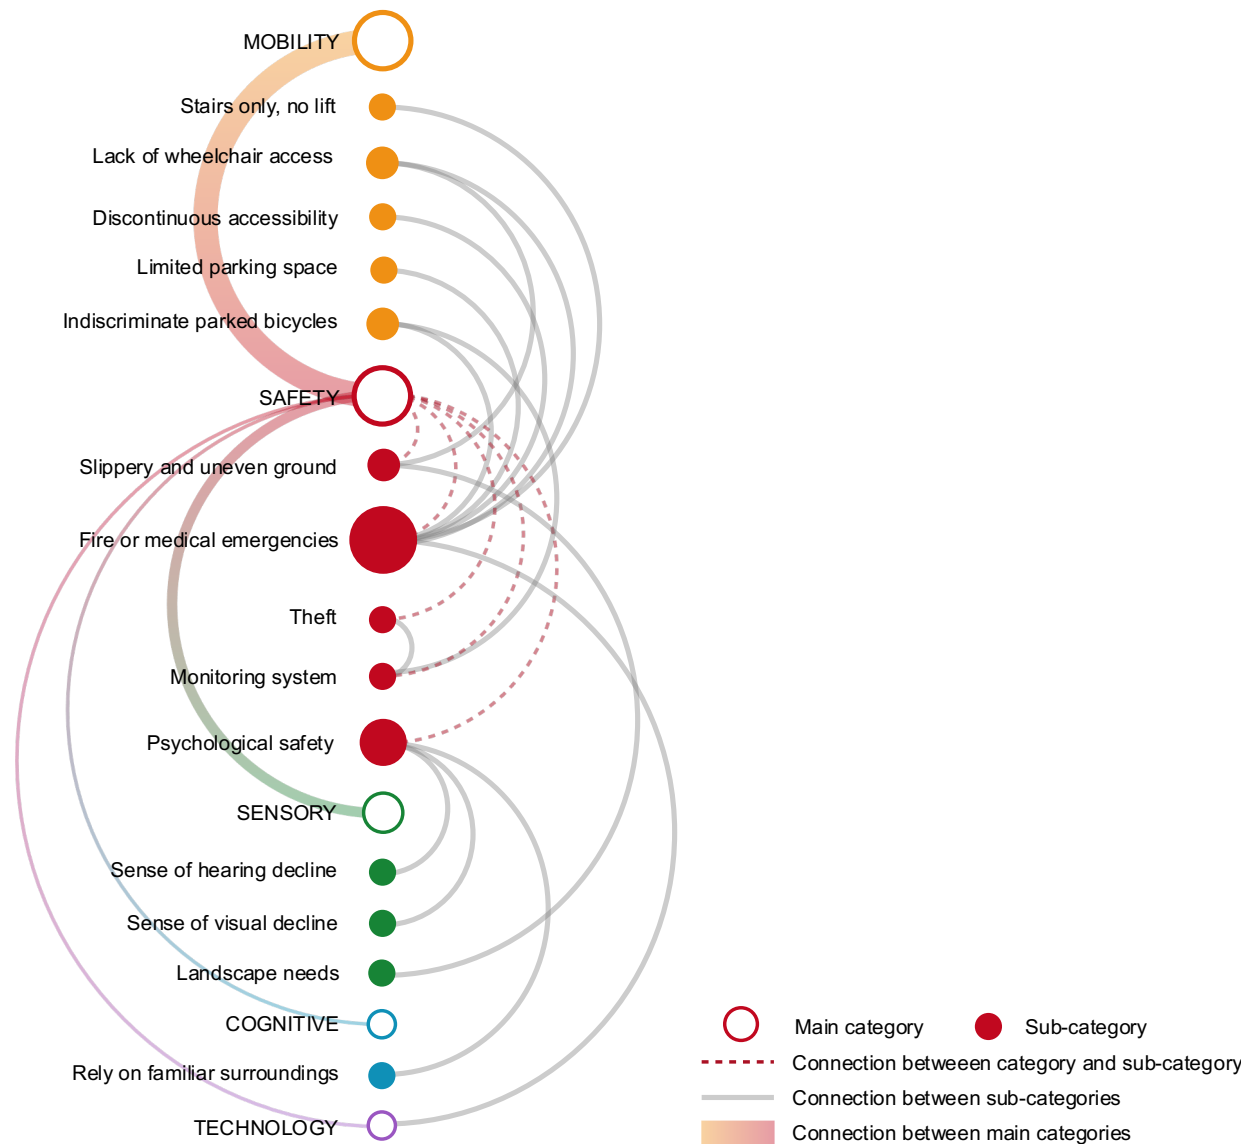 MOBILITY
Stairs only, no lift
Lack of wheelchair access
Discontinuous accessibility
Limited parking space
Indiscriminate parked bicycles
SAFETY
Slippery and uneven ground
Fire or medical emergencies
Theft
Monitoring system
Psychological safety
SENSORY
Sense of hearing decline
Sense of visual decline
Landscape needs
COGNITIVE
Rely on familiar surroundings
TECHNOLOGY
Main category
Sub-category
Connection betweeen category and sub-category
Connection between sub-categories
Connection between main categories